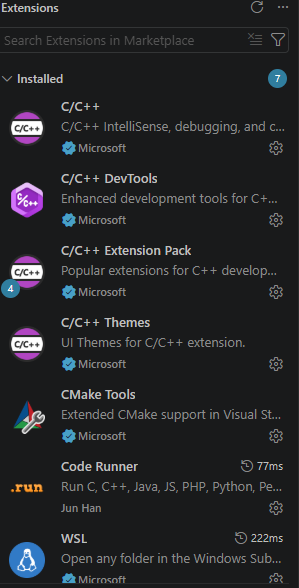 Extensions
Search Extensions in Marketplace
Installed 7
C/C++
C/C++
C/C++ IntelliSense, debugging, and c...
Microsoft
C/C++
C/C++ DevTools
Enhanced development tools for C+...
Microsoft
C/C++
C/C++ Extension Pack
Popular extensions for C++ develop...
4
Microsoft
C/C++
C/C++ Themes
UI Themes for C/C++ extension.
Microsoft
CMake Tools
Extended CMake support in Visual St...
Microsoft
Code Runner 77ms
.run
Run C, C++, Java, JS, PHP, Python, Pe...
Jun Han
WSL 222ms
Open any folder in the Windows Sub...
Microsoft